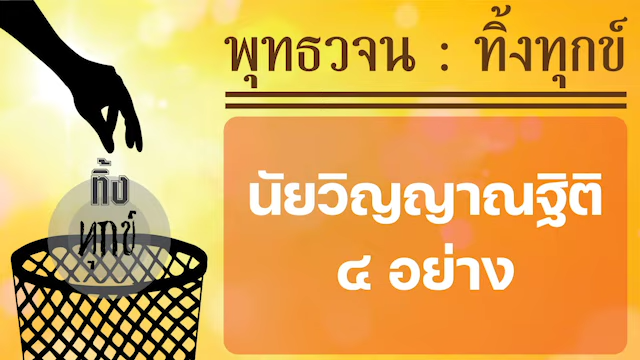 พุทธวจน : ทิ้งทุกข์
ทิ้ง
ทุกข์
นัยวิญญาณฐิติ
๔ อย่าง